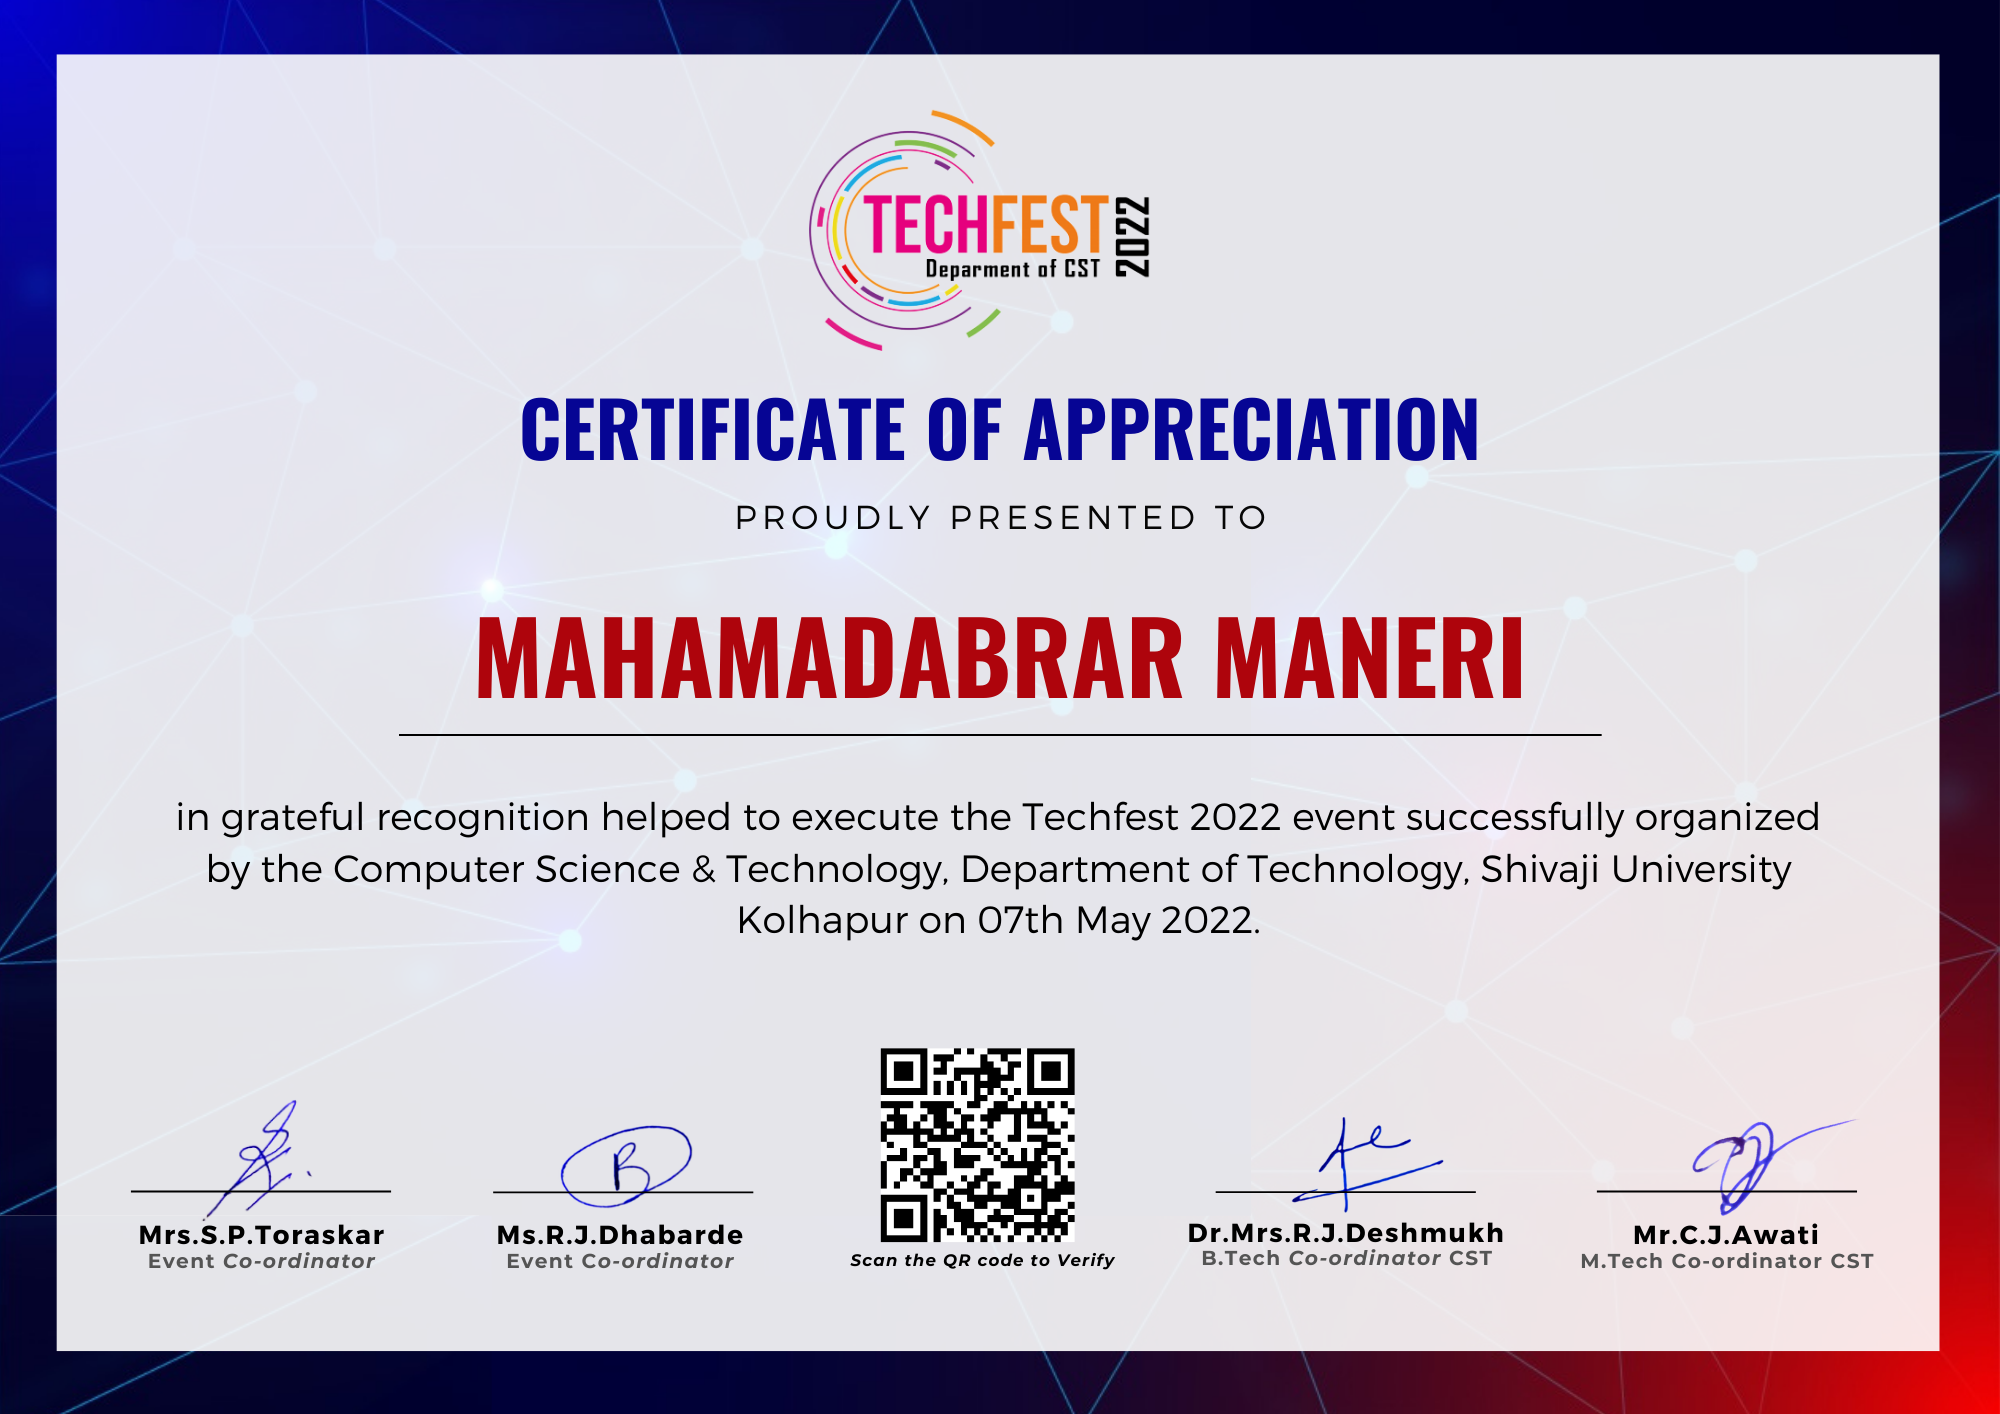 TECHFEST 2022
Deparment of CST
CERTIFICATE OF APPRECIATION
PROUDLY PRESENTED TO
MAHAMADABRAR MANERI
in grateful recognition helped to execute the Techfest 2022 event successfully organized
by the Computer Science & Technology, Department of Technology, Shivaji University
Kolhapur on 07th May 2022.
Mrs.S.P.Toraskar
Event Co-ordinator
Ms.R.J.Dhabarde
Event Co-ordinator
Scan the QR code to Verify
Dr.Mrs.R.J.Deshmukh
B.Tech Co-ordinator CST
Mr.C.J.Awati
M.Tech Co-ordinator CST